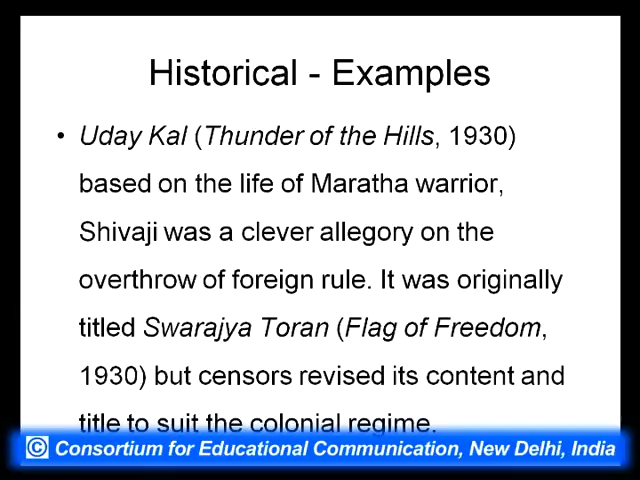 Historical - Examples
• Uday Kal (Thunder of the Hills, 1930)
based on the life of Maratha warrior,
Shivaji was a clever allegory on the
overthrow of foreign rule. It was originally
titled Swarajya Toran (Flag of Freedom,
1930) but censors revised its content and
title to suit the colonial regime.
© Consortium for Educational Communication, New Delhi, India